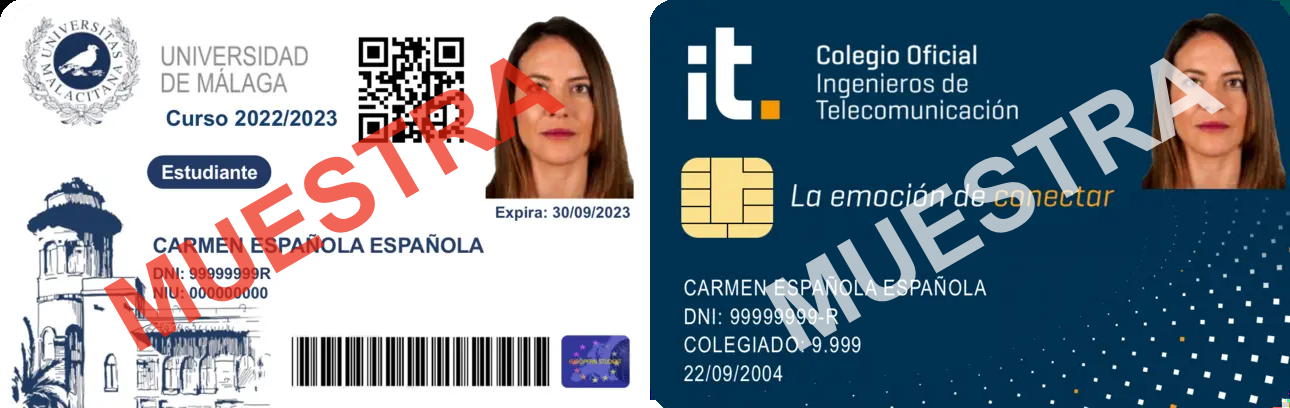 UNIVERSITAS
MALACITANA
UNIVERSIDAD
DE MÁLAGA
Curso 2022/2023
Estudiante
Expira: 30/09/2023
CARMEN ESPAÑOLA ESPAÑOLA
DNI: 99999999R
NIU: 000000000
MUESTRA
it.
Colegio Oficial
Ingenieros de
Telecomunicación
La emoción de conectar
CARMEN ESPAÑOLA ESPAÑOLA
DNI: 99999999-R
COLEGIADO: 9.999
22/09/2004
MUESTRA